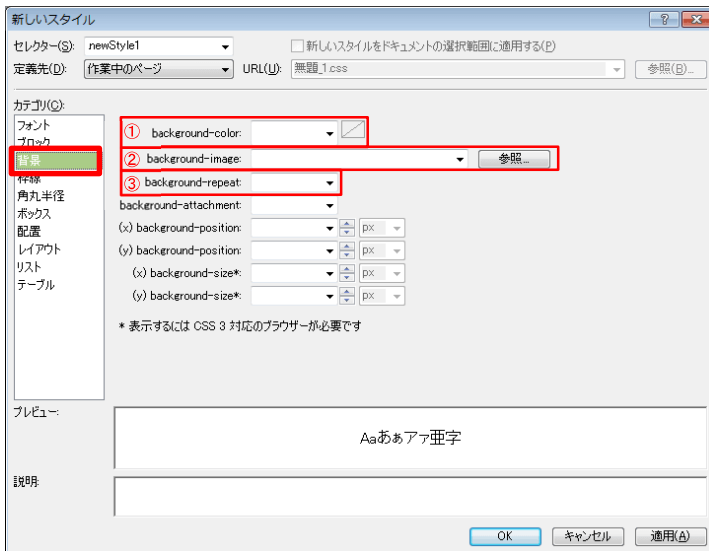 新しいスタイル
セレクター(S): newStyle1 新しいスタイルをドキュメントの選択範囲に適用する(P)
定義先(D): 作業中のページ URL(U): 無題_1.css 参照(B)...
カテゴリ(C):
フォント
ブロック
背景
枠線
角丸半径
ボックス
配置
レイアウト
リスト
テーブル
① background-color:
② background-image: 参照...
③ background-repeat:
background-attachment:
(x) background-position: px
(y) background-position: px
(x) background-size*: px
(y) background-size*: px
* 表示するには CSS 3 対応のブラウザーが必要です
プレビュー:
Aaあぁアァ亜宇
説明:
OK キャンセル 適用(A)